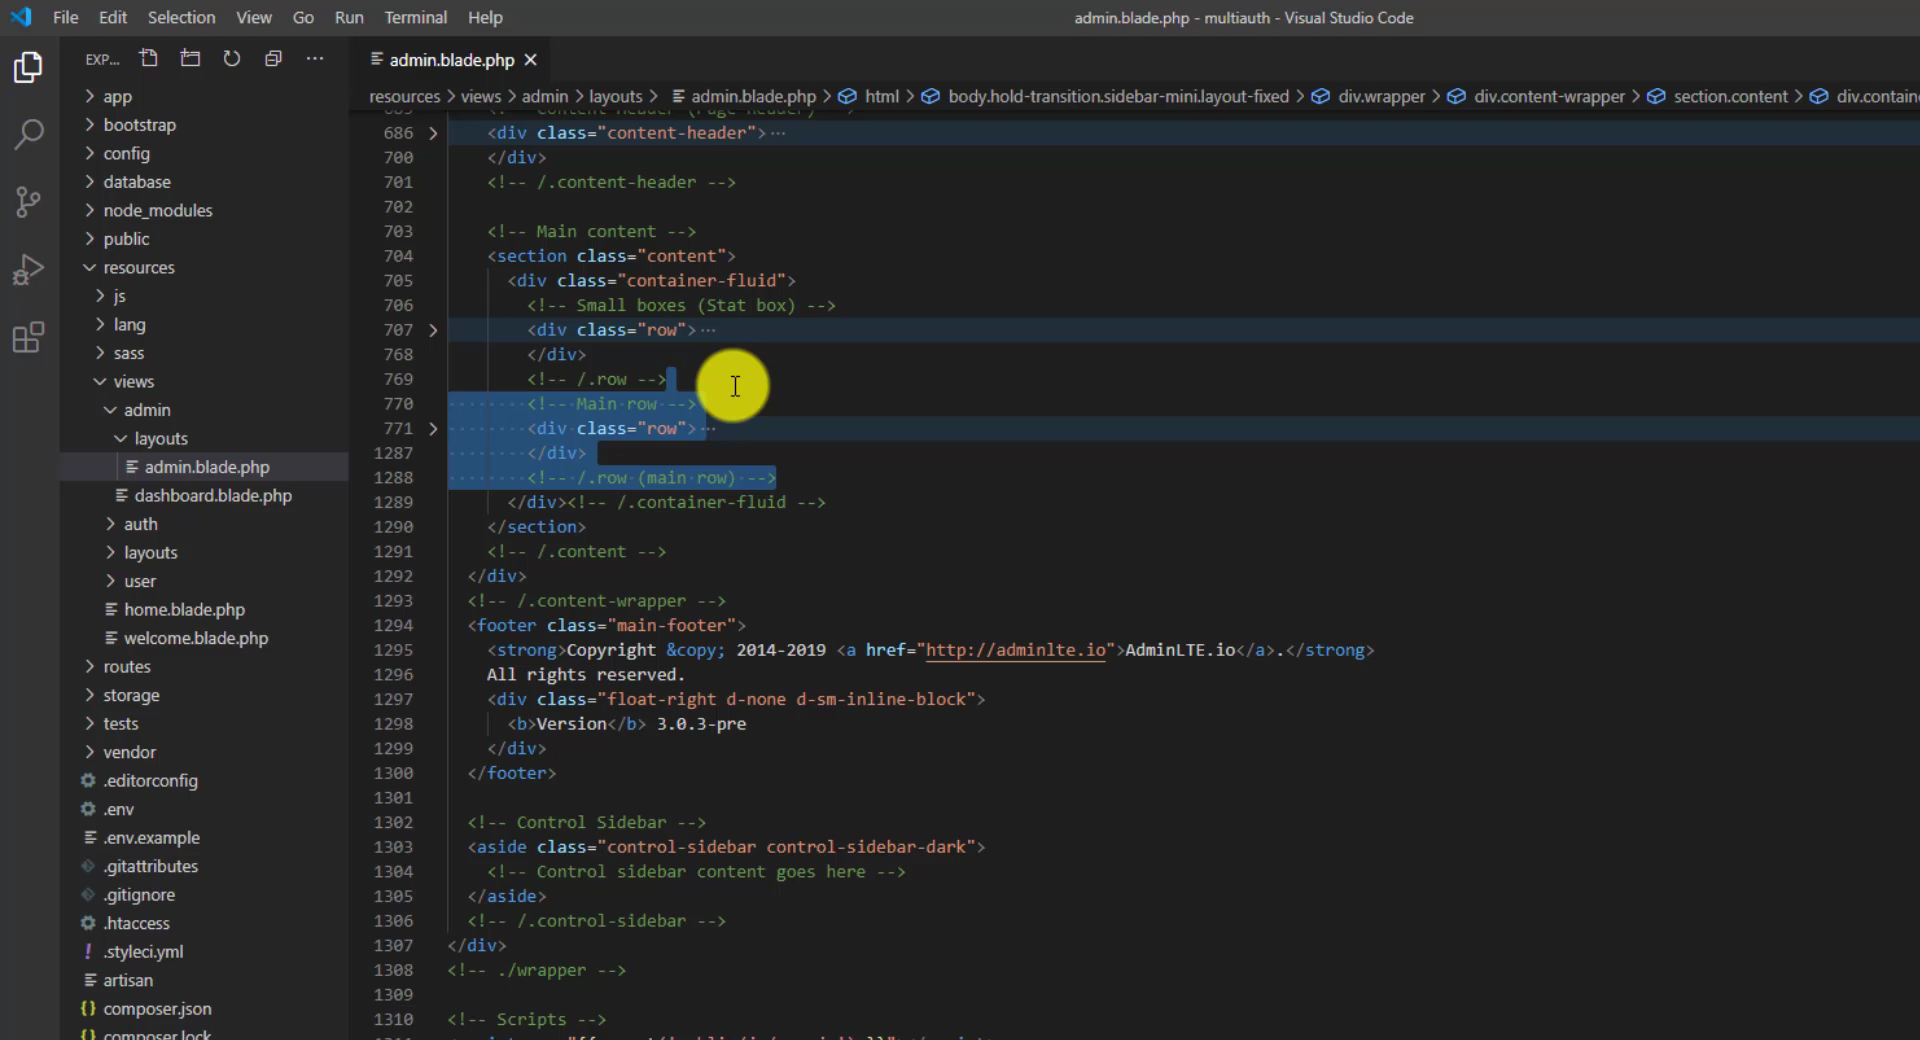 File Edit Selection View Go Run Terminal Help
admin.blade.php - multiauth - Visual Studio Code
EXP...
admin.blade.php
resources > views > admin > layouts > admin.blade.php > html > body.hold-transition.sidebar-mini.layout-fixed > div.wrapper > div.content-wrapper > section.content > div.containe
app
bootstrap
config
database
node_modules
public
resources
js
lang
sass
views
admin
layouts
admin.blade.php
dashboard.blade.php
auth
layouts
user
home.blade.php
welcome.blade.php
routes
storage
tests
vendor
.editorconfig
.env
.env.example
.gitattributes
.gitignore
.htaccess
.styleci.yml
artisan
composer.json
composer.lock
686 <div class="content-header"> ...
700 </div>
701 <!-- /.content-header -->
702
703 <!-- Main content -->
704 <section class="content">
705 <div class="container-fluid">
706 <!-- Small boxes (Stat box) -->
707 <div class="row"> ...
768 </div>
769 <!-- /.row -->
770 <!-- Main row -->
771 <div class="row"> ...
1287 </div>
1288 <!-- /.row (main row) -->
1289 </div><!-- /.container-fluid -->
1290 </section>
1291 <!-- /.content -->
1292 </div>
1293 <!-- /.content-wrapper -->
1294 <footer class="main-footer">
1295 <strong>Copyright &copy; 2014-2019 <a href="http://adminlte.io">AdminLTE.io</a>.</strong>
1296 All rights reserved.
1297 <div class="float-right d-none d-sm-inline-block">
1298 <b>Version</b> 3.0.3-pre
1299 </div>
1300 </footer>
1301
1302 <!-- Control Sidebar -->
1303 <aside class="control-sidebar control-sidebar-dark">
1304 <!-- Control sidebar content goes here -->
1305 </aside>
1306 <!-- /.control-sidebar -->
1307 </div>
1308 <!-- ./wrapper -->
1309
1310 <!-- Scripts -->